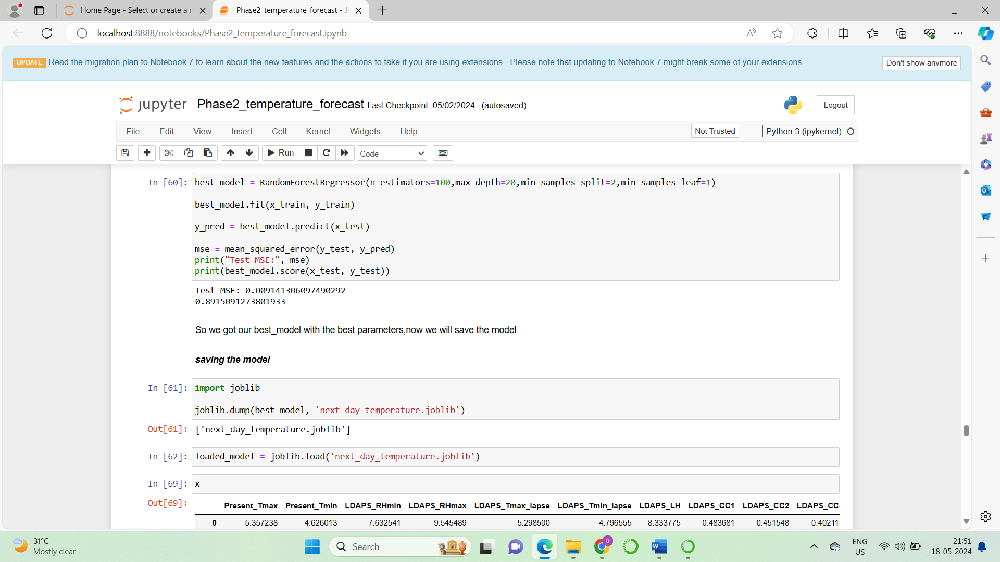 Home Page - Select or create a n
Phase2_temperature_forecast - Ju
localhost:8888/notebooks/Phase2_temperature_forecast.ipynb
UPDATE Read the migration plan to Notebook 7 to learn about the new features and the actions to take if you are using extensions - Please note that updating to Notebook 7 might break some of your extensions.
Don't show anymore
jupyter Phase2_temperature_forecast Last Checkpoint: 05/02/2024 (autosaved)
Logout
File Edit View Insert Cell Kernel Widgets Help
Not Trusted
Python 3 (ipykernel)
Run
Code
In [60]: best_model = RandomForestRegressor(n_estimators=100,max_depth=20,min_samples_split=2,min_samples_leaf=1)
best_model.fit(x_train, y_train)
y_pred = best_model.predict(x_test)
mse = mean_squared_error(y_test, y_pred)
print("Test MSE:", mse)
print(best_model.score(x_test, y_test))
Test MSE: 0.009141306097490292
0.8915091273801933
So we got our best_model with the best parameters,now we will save the model
saving the model
In [61]: import joblib
joblib.dump(best_model, 'next_day_temperature.joblib')
Out[61]: ['next_day_temperature.joblib']
In [62]: loaded_model = joblib.load('next_day_temperature.joblib')
In [69]: x
Out[69]:
Present_Tmax Present_Tmin LDAPS_RHmin LDAPS_RHmax LDAPS_Tmax_lapse LDAPS_Tmin_lapse LDAPS_LH LDAPS_CC1 LDAPS_CC2 LDAPS_CC
0 5.357238 4.626013 7.632541 9.545489 5.298500 4.796555 8.333775 0.483681 0.451548 0.40211
31°C
Mostly clear
Search
D
ENG
US
21:51
18-05-2024